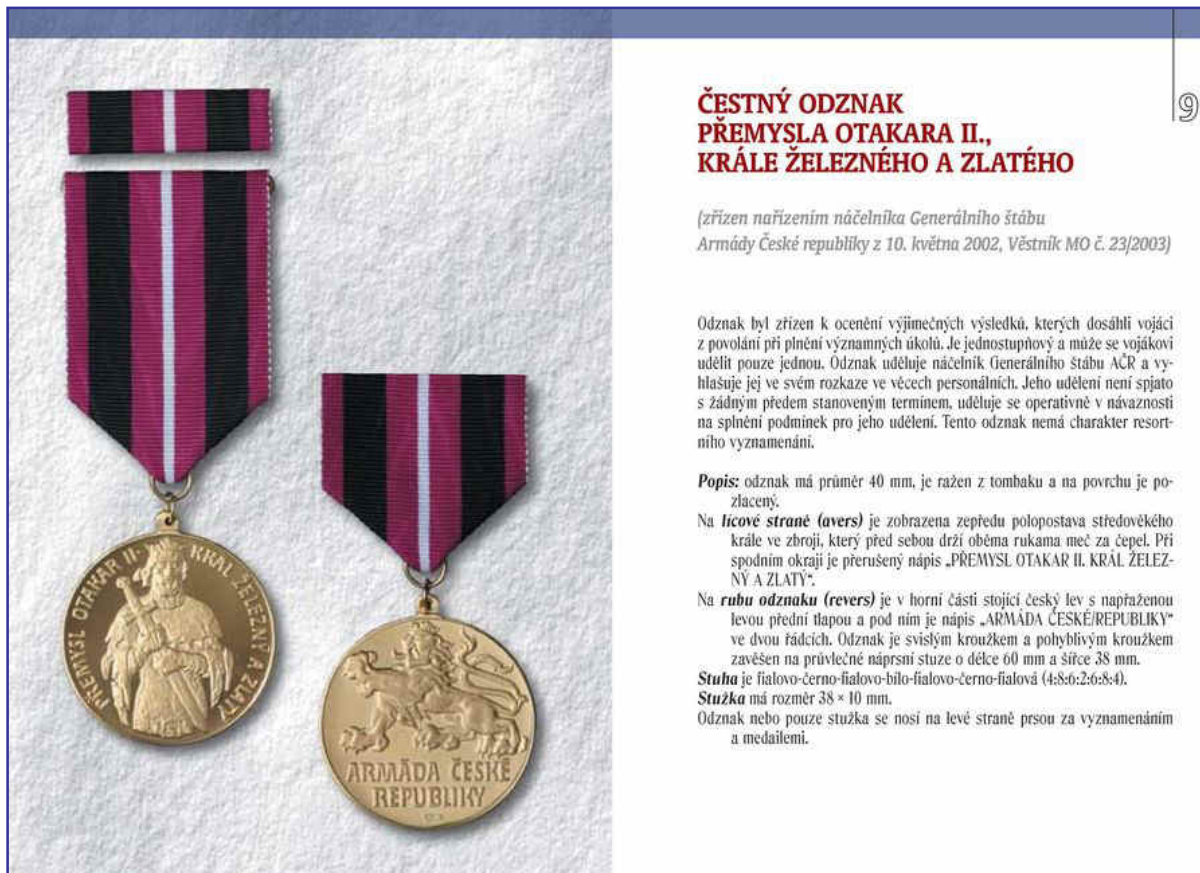 9
ČESTNÝ ODZNAK
PŘEMYSLA OTAKARA II.,
KRÁLE ŽELEZNÉHO A ZLATÉHO
(zřízen nařízením náčelníka Generálního štábu
Armády České republiky z 10. května 2002, Věstník MO č. 23/2003)
Odznak byl zřízen k ocenění výjimečných výsledků, kterých dosáhli vojáci
z povolání při plnění významných úkolů. Je jednostupňový a může se vojákovi
udělit pouze jednou. Odznak uděluje náčelník Generálního štábu AČR a vy-
hlašuje jej ve svém rozkaze ve věcech personálních. Jeho udělení není spjato
s žádným předem stanoveným termínem, uděluje se operativně v návaznosti
na splnění podmínek pro jeho udělení. Tento odznak nemá charakter resort-
ního vyznamenání.
Popis: odznak má průměr 40 mm, je ražen z tombaku a na povrchu je po-
zlacený.
Na lícové straně (avers) je zobrazena zepředu polopostava středověkého
krále ve zbroji, který před sebou drží oběma rukama meč za čepel. Při
spodním okraji je přerušený nápis „PŘEMYSL OTAKAR II. KRÁL ŽELEZ-
NÝ A ZLATÝ“.
Na rubu odznaku (revers) je v horní části stojící český lev s napřaženou
levou přední tlapou a pod ním je nápis „ARMÁDA ČESKÉ/REPUBLIKY“
ve dvou řádcích. Odznak je svislým kroužkem a pohyblivým kroužkem
zavěšen na průvlečné náprsní stuze o délce 60 mm a šířce 38 mm.
Stuha je fialovo-černo-fialovo-bílo-fialovo-černo-fialová (4:8:6:2:6:8:4).
Stužka má rozměr 38 × 10 mm.
Odznak nebo pouze stužka se nosí na levé straně prsou za vyznamenáním
a medailemi.
PŘEMYSL OTAKAR II. KRÁL ŽELEZNÝ A ZLATÝ
ARMÁDA ČESKÉ
REPUBLIKY